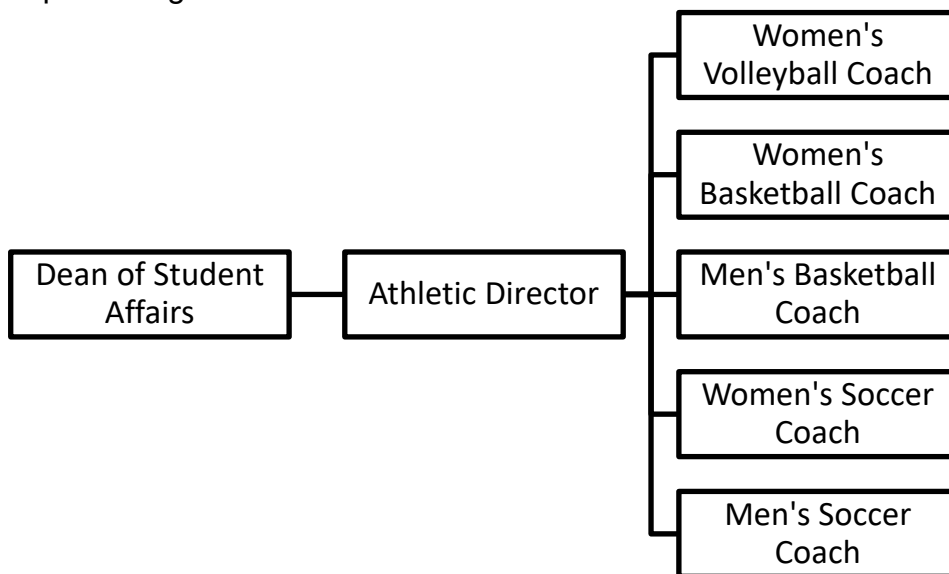 Women's
Volleyball Coach
Women's
Basketball Coach
Dean of Student
Affairs
Athletic Director
Men's Basketball
Coach
Women's Soccer
Coach
Men's Soccer
Coach